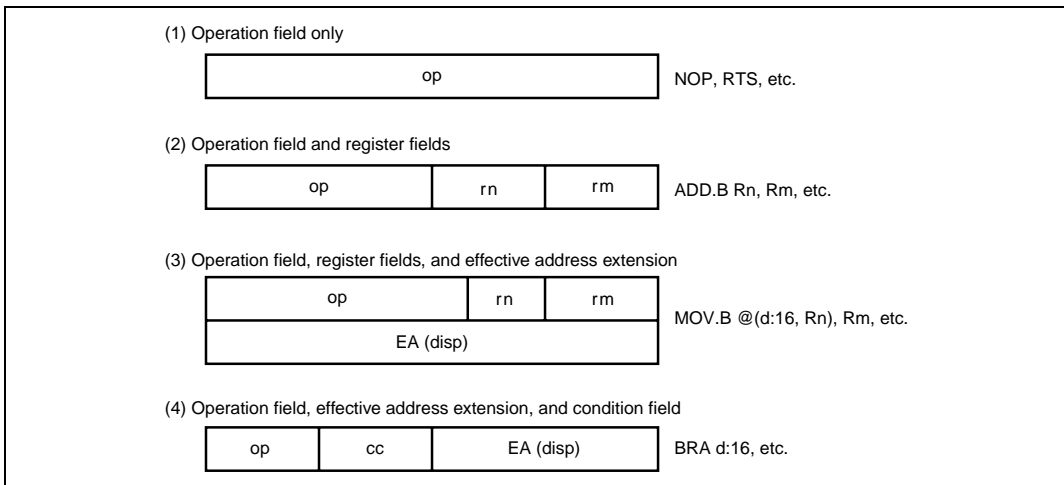 (1) Operation field only
op
NOP, RTS, etc.
(2) Operation field and register fields
op rn rm
ADD.B Rn, Rm, etc.
(3) Operation field, register fields, and effective address extension
op rn rm
MOV.B @(d:16, Rn), Rm, etc.
EA (disp)
(4) Operation field, effective address extension, and condition field
op cc EA (disp)
BRA d:16, etc.